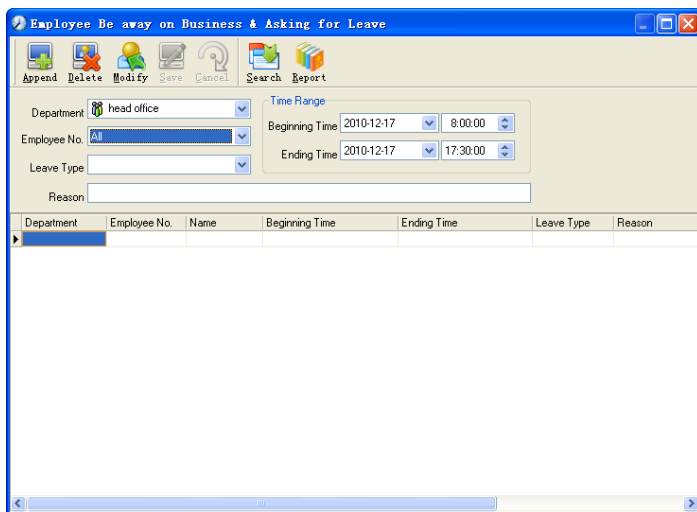 Employee Be away on Business & Asking for Leave
Append Delete Modify Save Cancel Search Report
Department head office
Employee No. All
Leave Type
Reason
Time Range
Beginning Time 2010-12-17 8:00:00
Ending Time 2010-12-17 17:30:00
Department Employee No. Name Beginning Time Ending Time Leave Type Reason